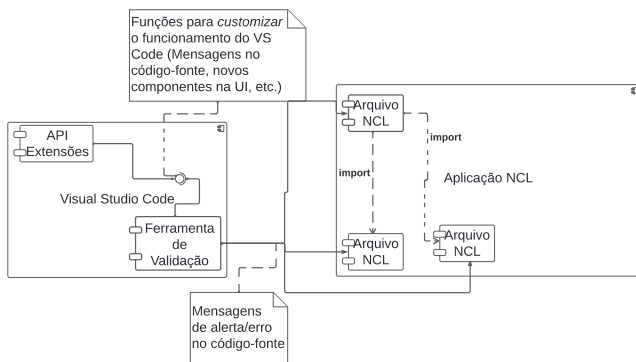 Funções para customizar
o funcionamento do VS
Code (Mensagens no
código-fonte, novos
componentes na UI, etc.)
API
Extensões
Visual Studio Code
Ferramenta
de
Validação
Mensagens
de alerta/erro
no código-fonte
Arquivo
NCL
import
import
Aplicação NCL
Arquivo
NCL
Arquivo
NCL